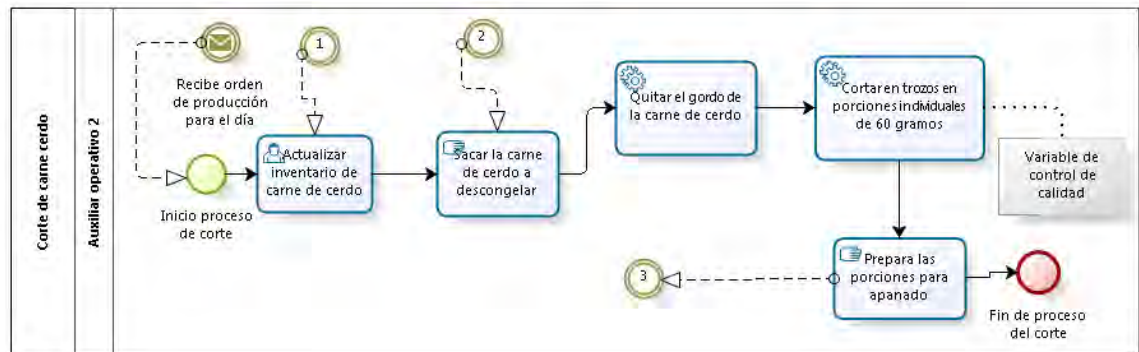 Corte de carne cerdo
Auxiliar operativo 2
Recibe orden
de producción
para el día
1
2
Inicio proceso
de corte
Actualizar
inventario de
carne de cerdo
Sacar la carne
de cerdo a
descongelar
Quitar el gordo de
la carne de cerdo
Cortar en trozos en
porciones individuales
de 60 gramos
Variable de
control de
calidad
Prepara las
porciones para
apanado
3
Fin de proceso
del corte